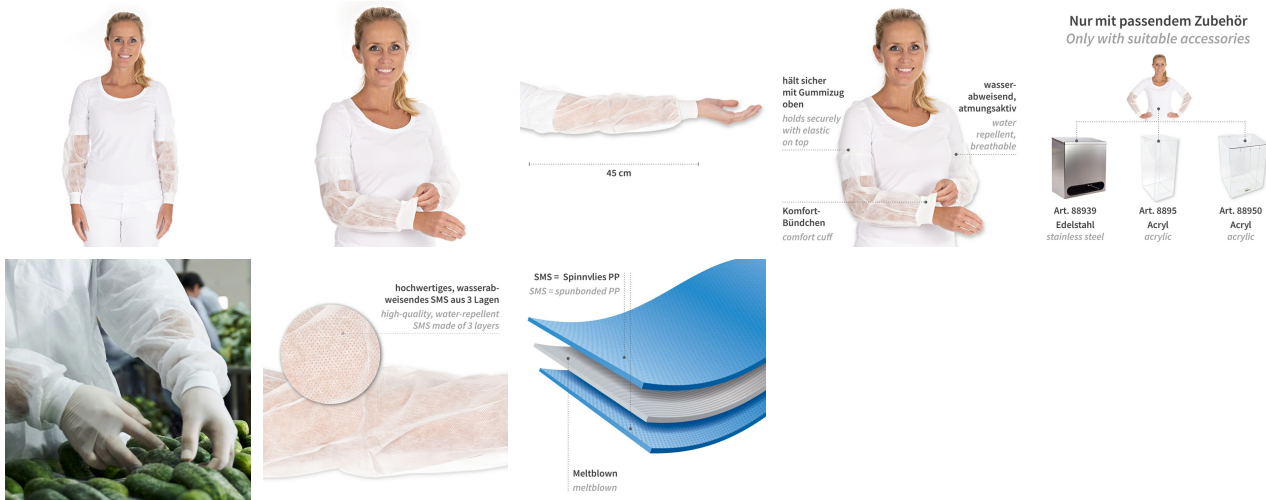 45 cm
hält sicher
mit Gummizug
oben
holds securely
with elastic
on top
wasser-
abweisend,
atmungsaktiv
water
repellent,
breathable
Komfort-
Bündchen
comfort cuff
Nur mit passendem Zubehör
Only with suitable accessories
Art. 88939
Edelstahl
stainless steel
Art. 8895
Acryl
acrylic
Art. 88950
Acryl
acrylic
hochwertiges, wasserab-
weisendes SMS aus 3 Lagen
high-quality, water-repellent
SMS made of 3 layers
SMS = Spinnvlies PP
SMS = spunbonded PP
Meltblown
meltblown